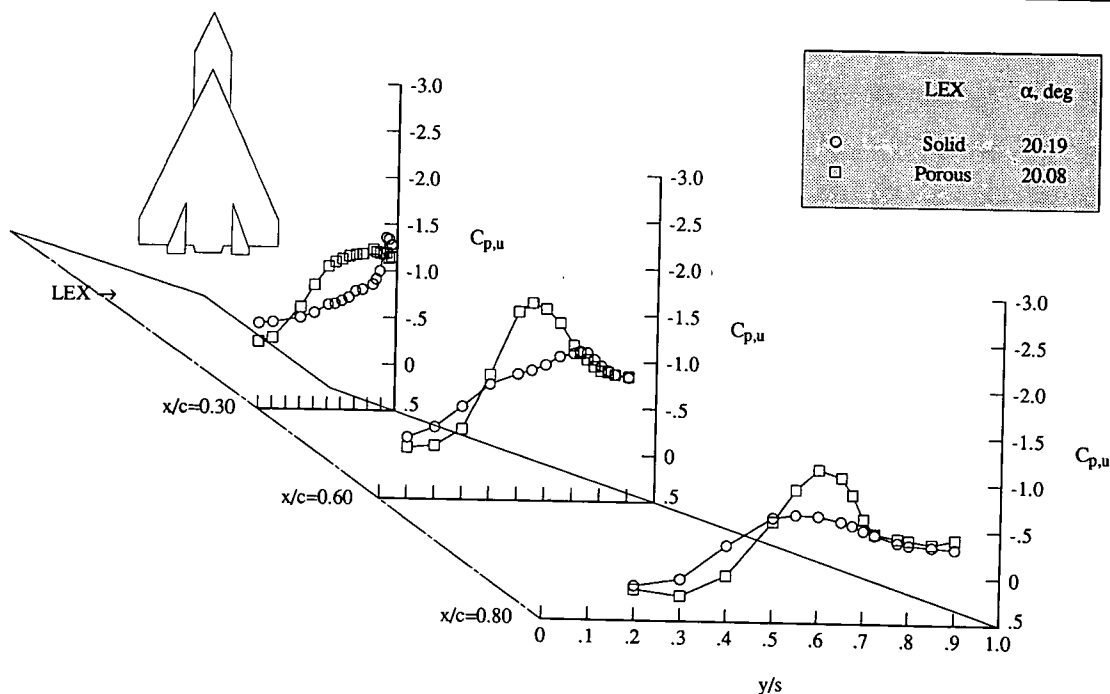 LEX α, deg
Solid 20.19
Porous 20.08
-3.0
-2.5
-2.0
-1.5
-1.0
-.5
0
.5
C_{p,u}
LEX →
x/c=0.30
-3.0
-2.5
-2.0
-1.5
-1.0
-.5
0
.5
C_{p,u}
x/c=0.60
-3.0
-2.5
-2.0
-1.5
-1.0
-.5
0
.5
C_{p,u}
x/c=0.80
0 .1 .2 .3 .4 .5 .6 .7 .8 .9 1.0
y/s